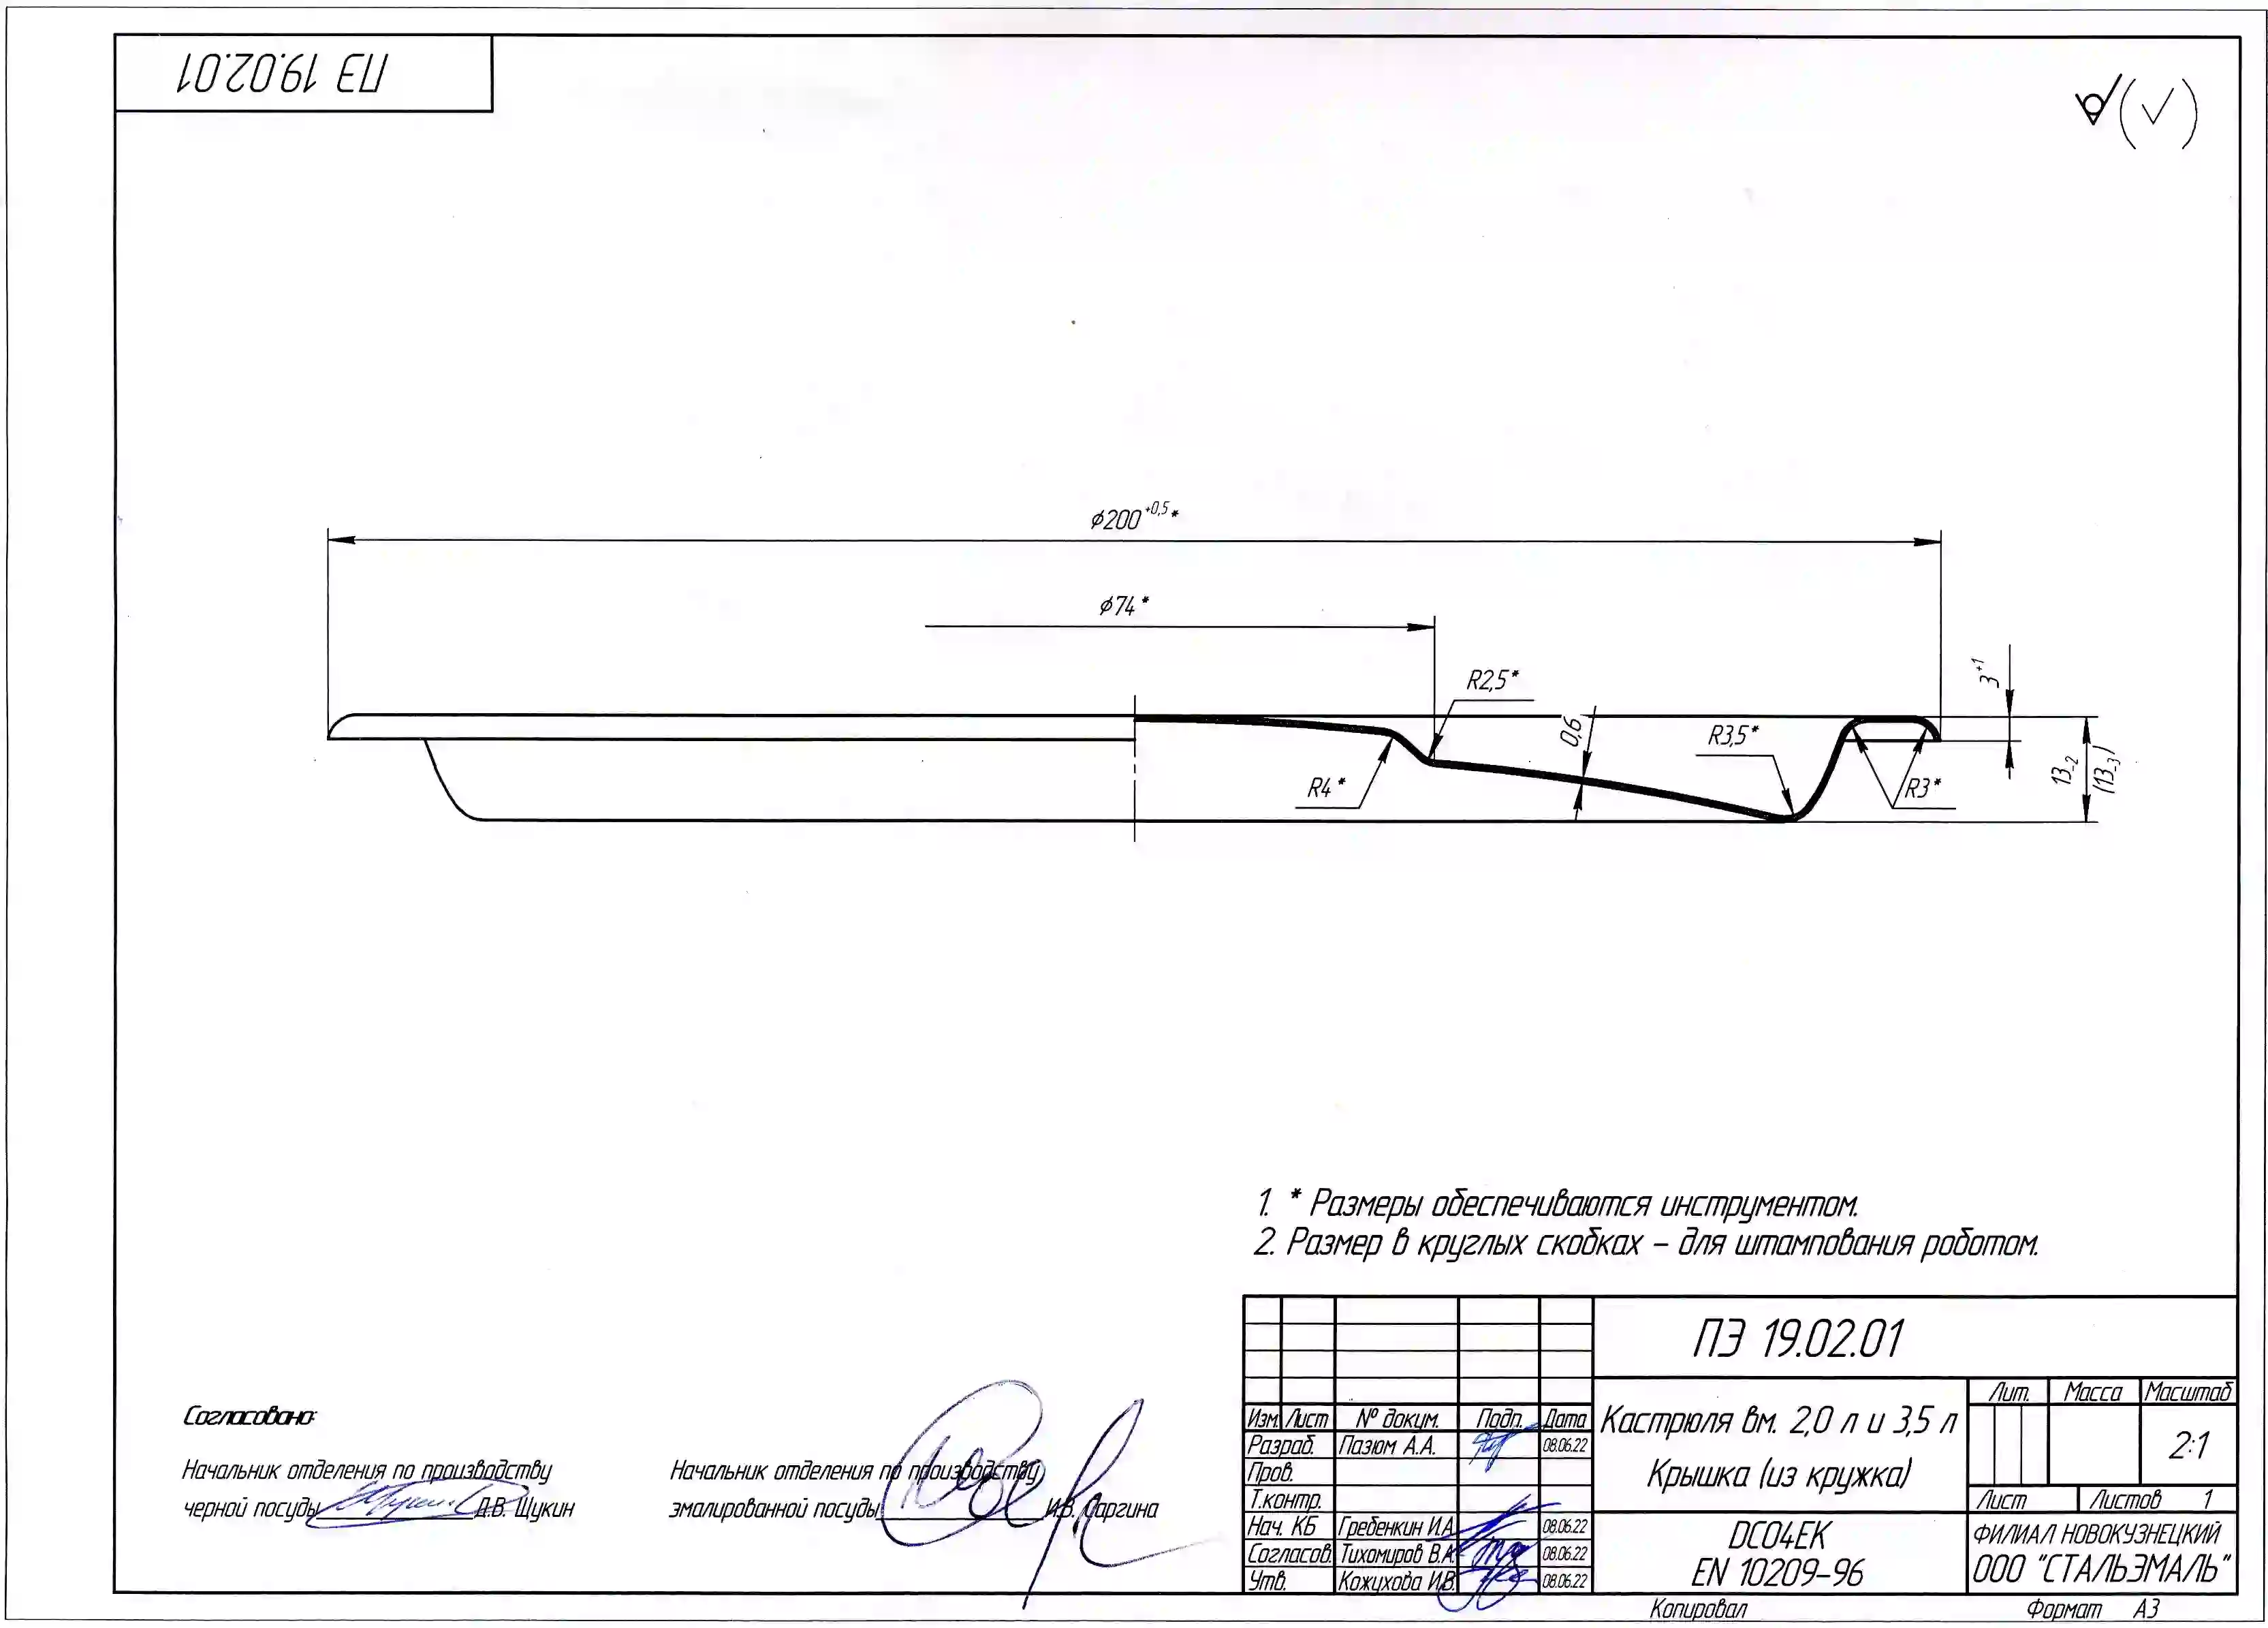 ПЭ 19.02.01
√(√)
⌀200⁺⁰,⁵*
⌀74*
R2,5*
3⁺¹
0,6
R3,5*
R4*
R3*
13₋₂
(13₋₃)
1. * Размеры обеспечиваются инструментом.
2. Размер в круглых скобках – для штампования роботом.
Согласовано:
Начальник отделения по производству
черной посуды Д.В. Щукин
Начальник отделения по производству
эмалированной посуды И.В. Ларгина
ПЭ 19.02.01
Изм. Лист № докум. Подп. Дата
Разраб. Пазюм А.А. 08.06.22
Пров.
Т.контр.
Нач. КБ Гребенкин И.А. 08.06.22
Согласов. Тихомиров В.А. 08.06.22
Утв. Кожухова И.В. 08.06.22
Кастрюля вм. 2,0 л и 3,5 л
Крышка (из кружка)
Лит. Масса Масштаб
2:1
Лист Листов 1
DC04EK
EN 10209-96
ФИЛИАЛ НОВОКУЗНЕЦКИЙ
ООО "СТАЛЬЭМАЛЬ"
Копировал Формат А3